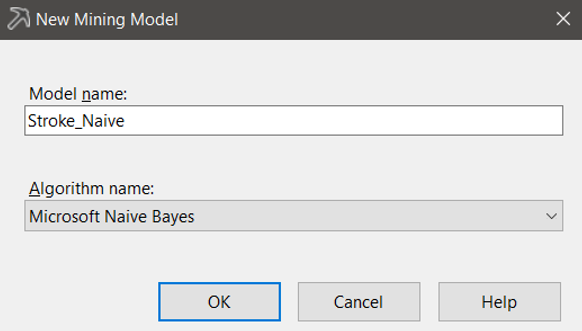 New Mining Model
Model name:
Stroke_Naive
Algorithm name:
Microsoft Naive Bayes
OK Cancel Help